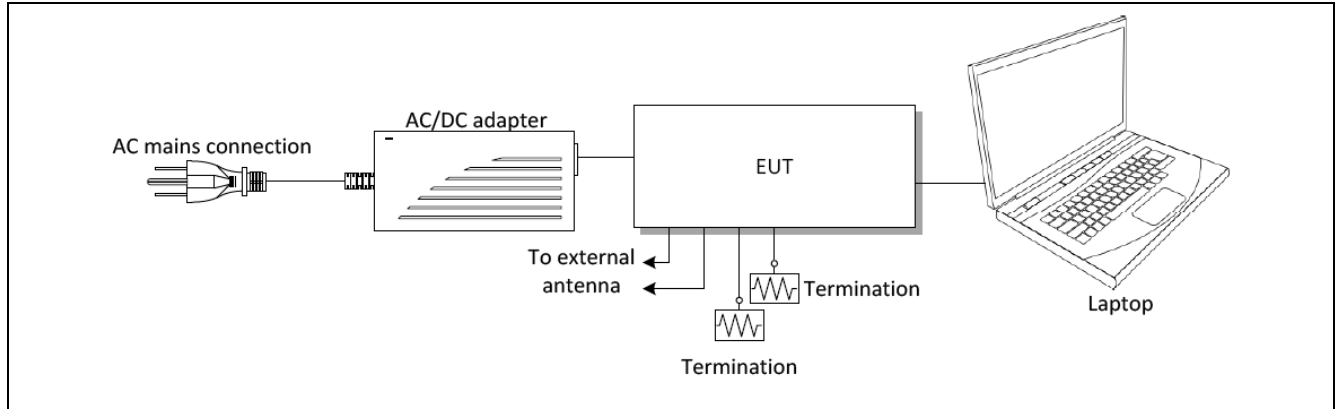 AC/DC adapter
AC mains connection
EUT
To external
antenna
Termination
Laptop
Termination